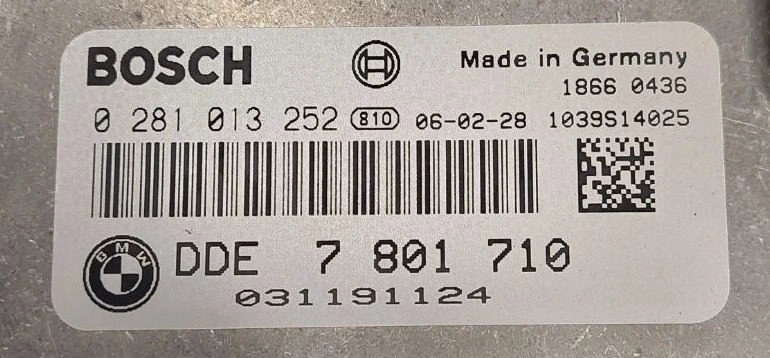 BOSCH
Made in Germany
1866 0436
0 281 013 252 810 06-02-28 1039S14025
BMW
DDE 7 801 710
031191124